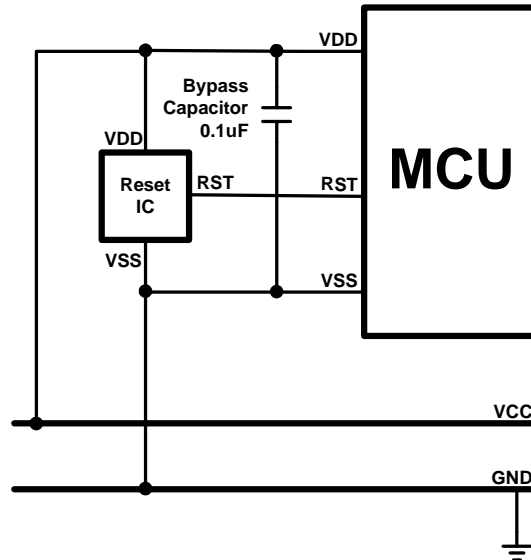 VDD
Bypass
Capacitor
0.1uF
VDD
Reset
IC
RST
RST
MCU
VSS
VSS
VCC
GND